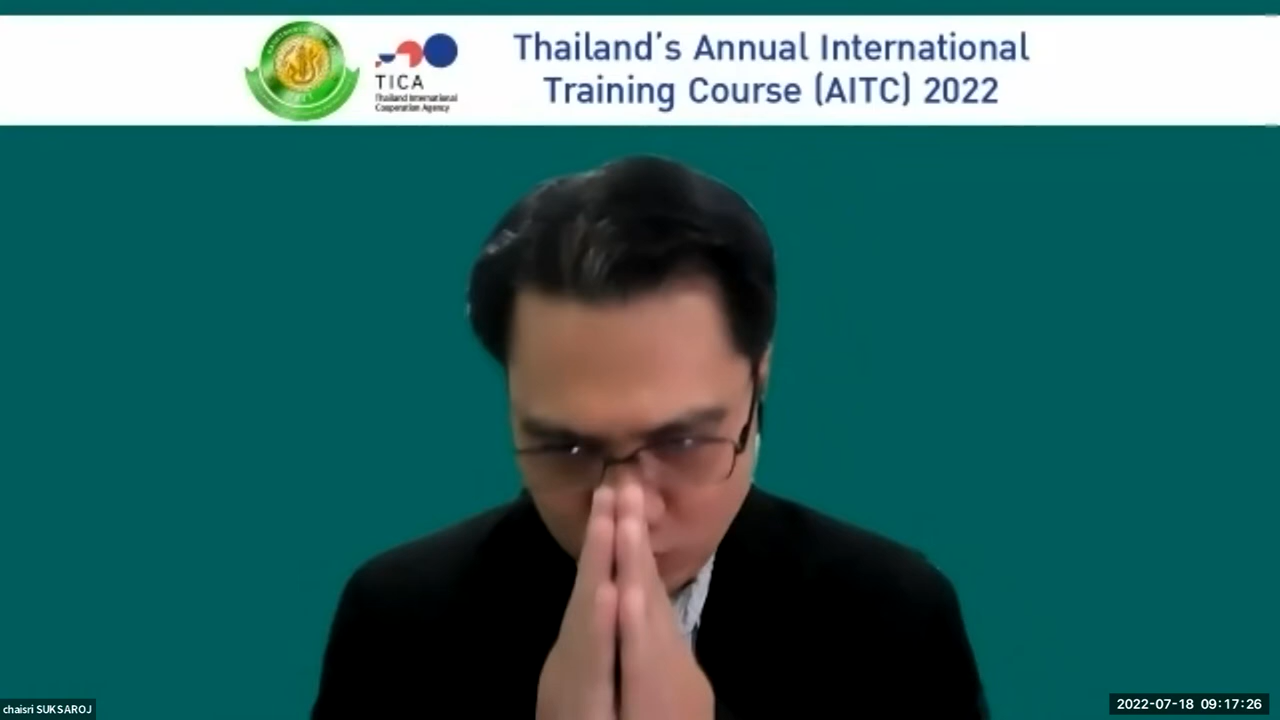 Thailand's Annual International
Training Course (AITC) 2022
TICA
Thailand International
Cooperation Agency
chaisri SUKSAROJ
2022-07-18 09:17:26